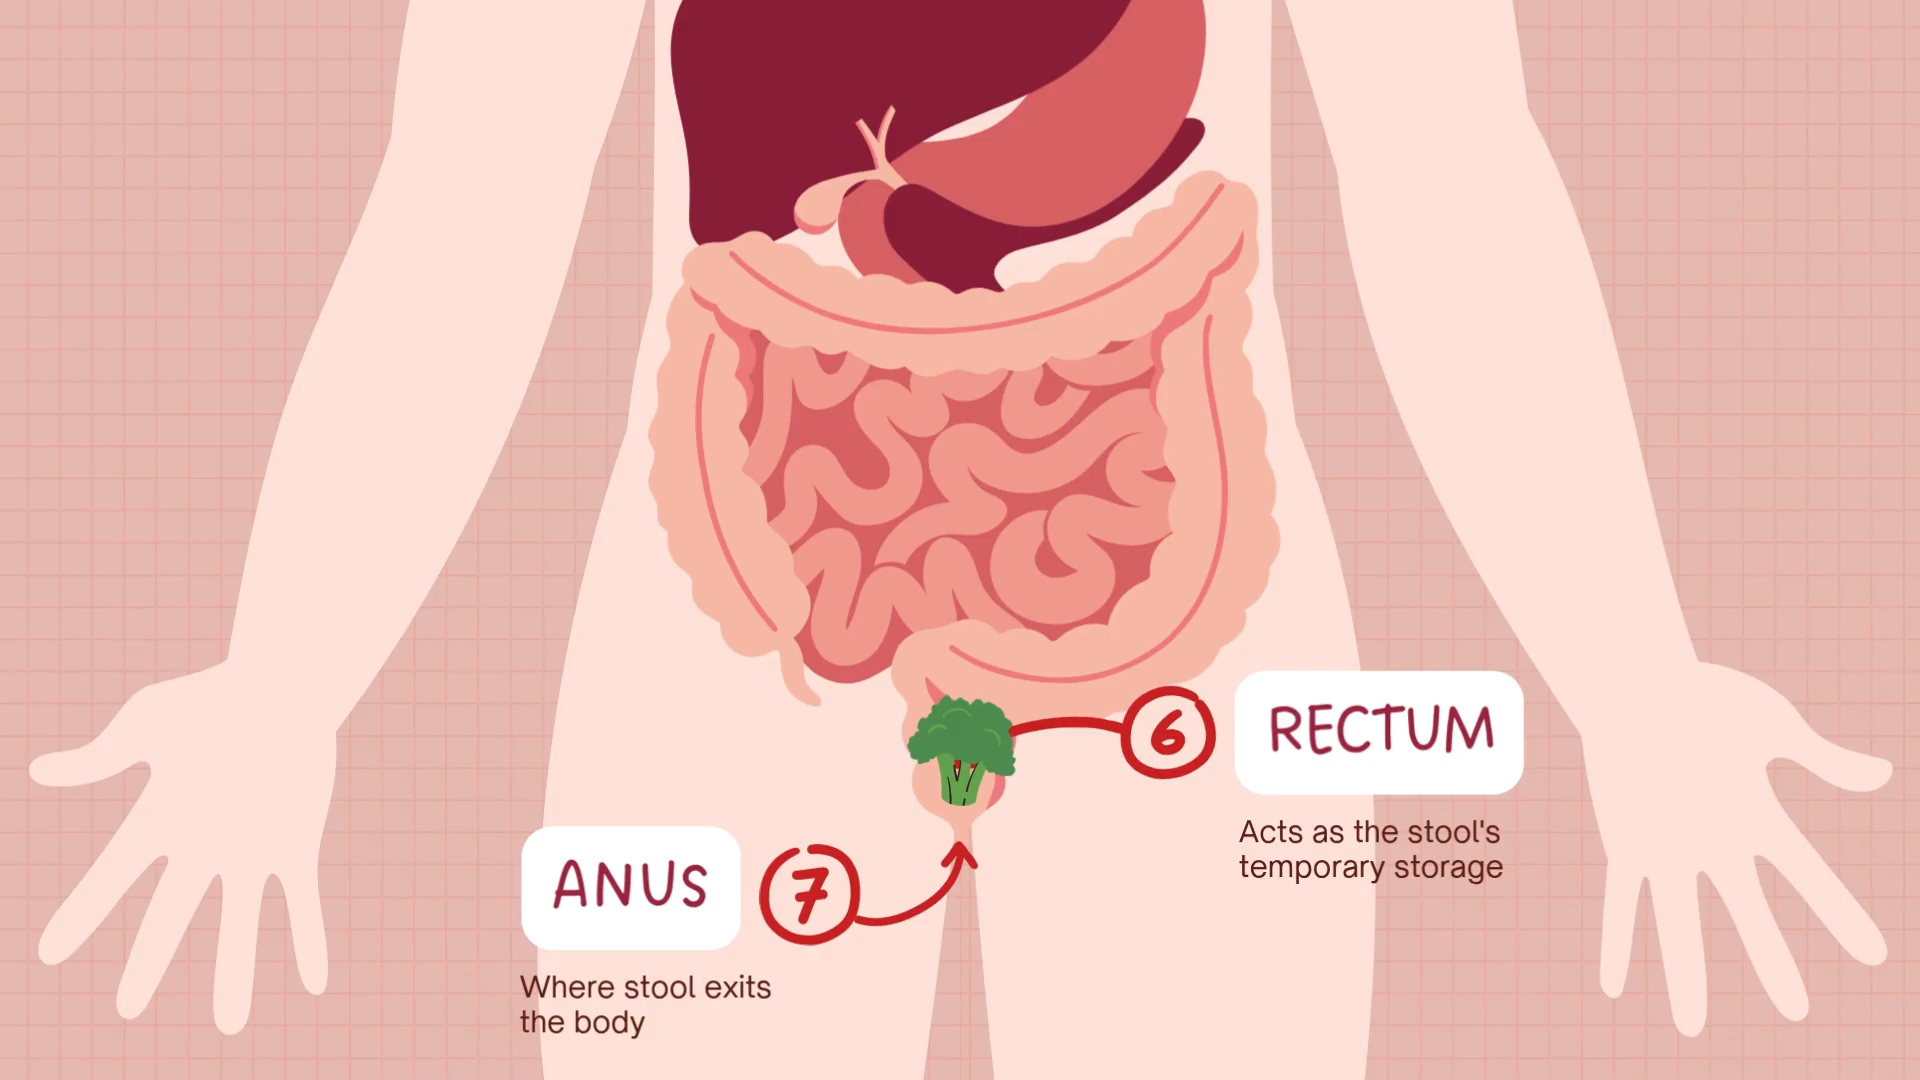 6
RECTUM
Acts as the stool's
temporary storage
ANUS
7
Where stool exits
the body